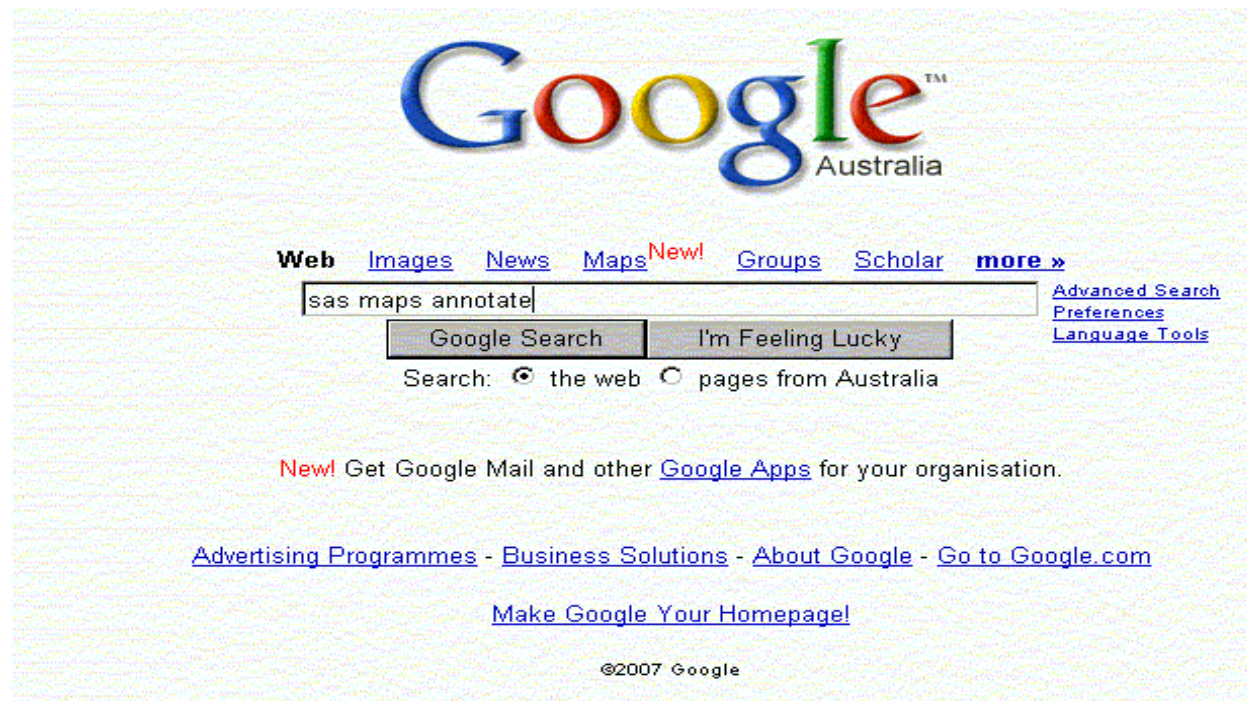 Google™
Australia
Web Images News Maps New! Groups Scholar more »
sas maps annotate
Advanced Search
Preferences
Language Tools
Google Search I'm Feeling Lucky
Search: the web pages from Australia
New! Get Google Mail and other Google Apps for your organisation.
Advertising Programmes - Business Solutions - About Google - Go to Google.com
Make Google Your Homepage!
©2007 Google